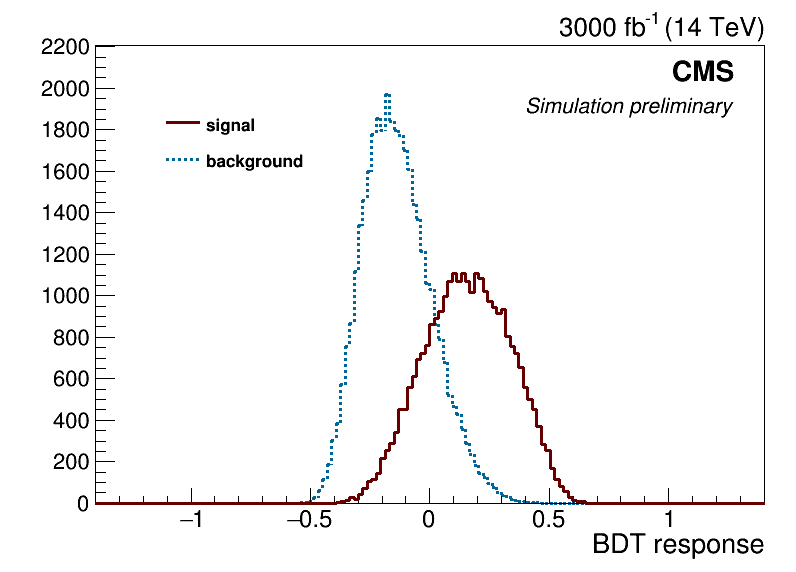 3000 fb⁻¹ (14 TeV)
CMS
Simulation preliminary
signal
background
2200
2000
1800
1600
1400
1200
1000
800
600
400
200
0
−1 −0.5 0 0.5 1
BDT response